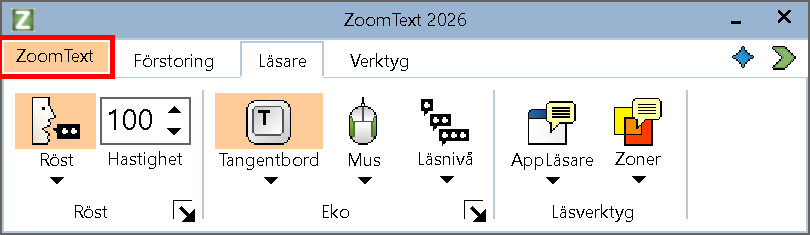 ZoomText 2026
ZoomText Förstoring Läsare Verktyg
100 T
Röst Hastighet Tangentbord Mus Läsnivå AppLäsare Zoner
Röst Eko Läsverktyg